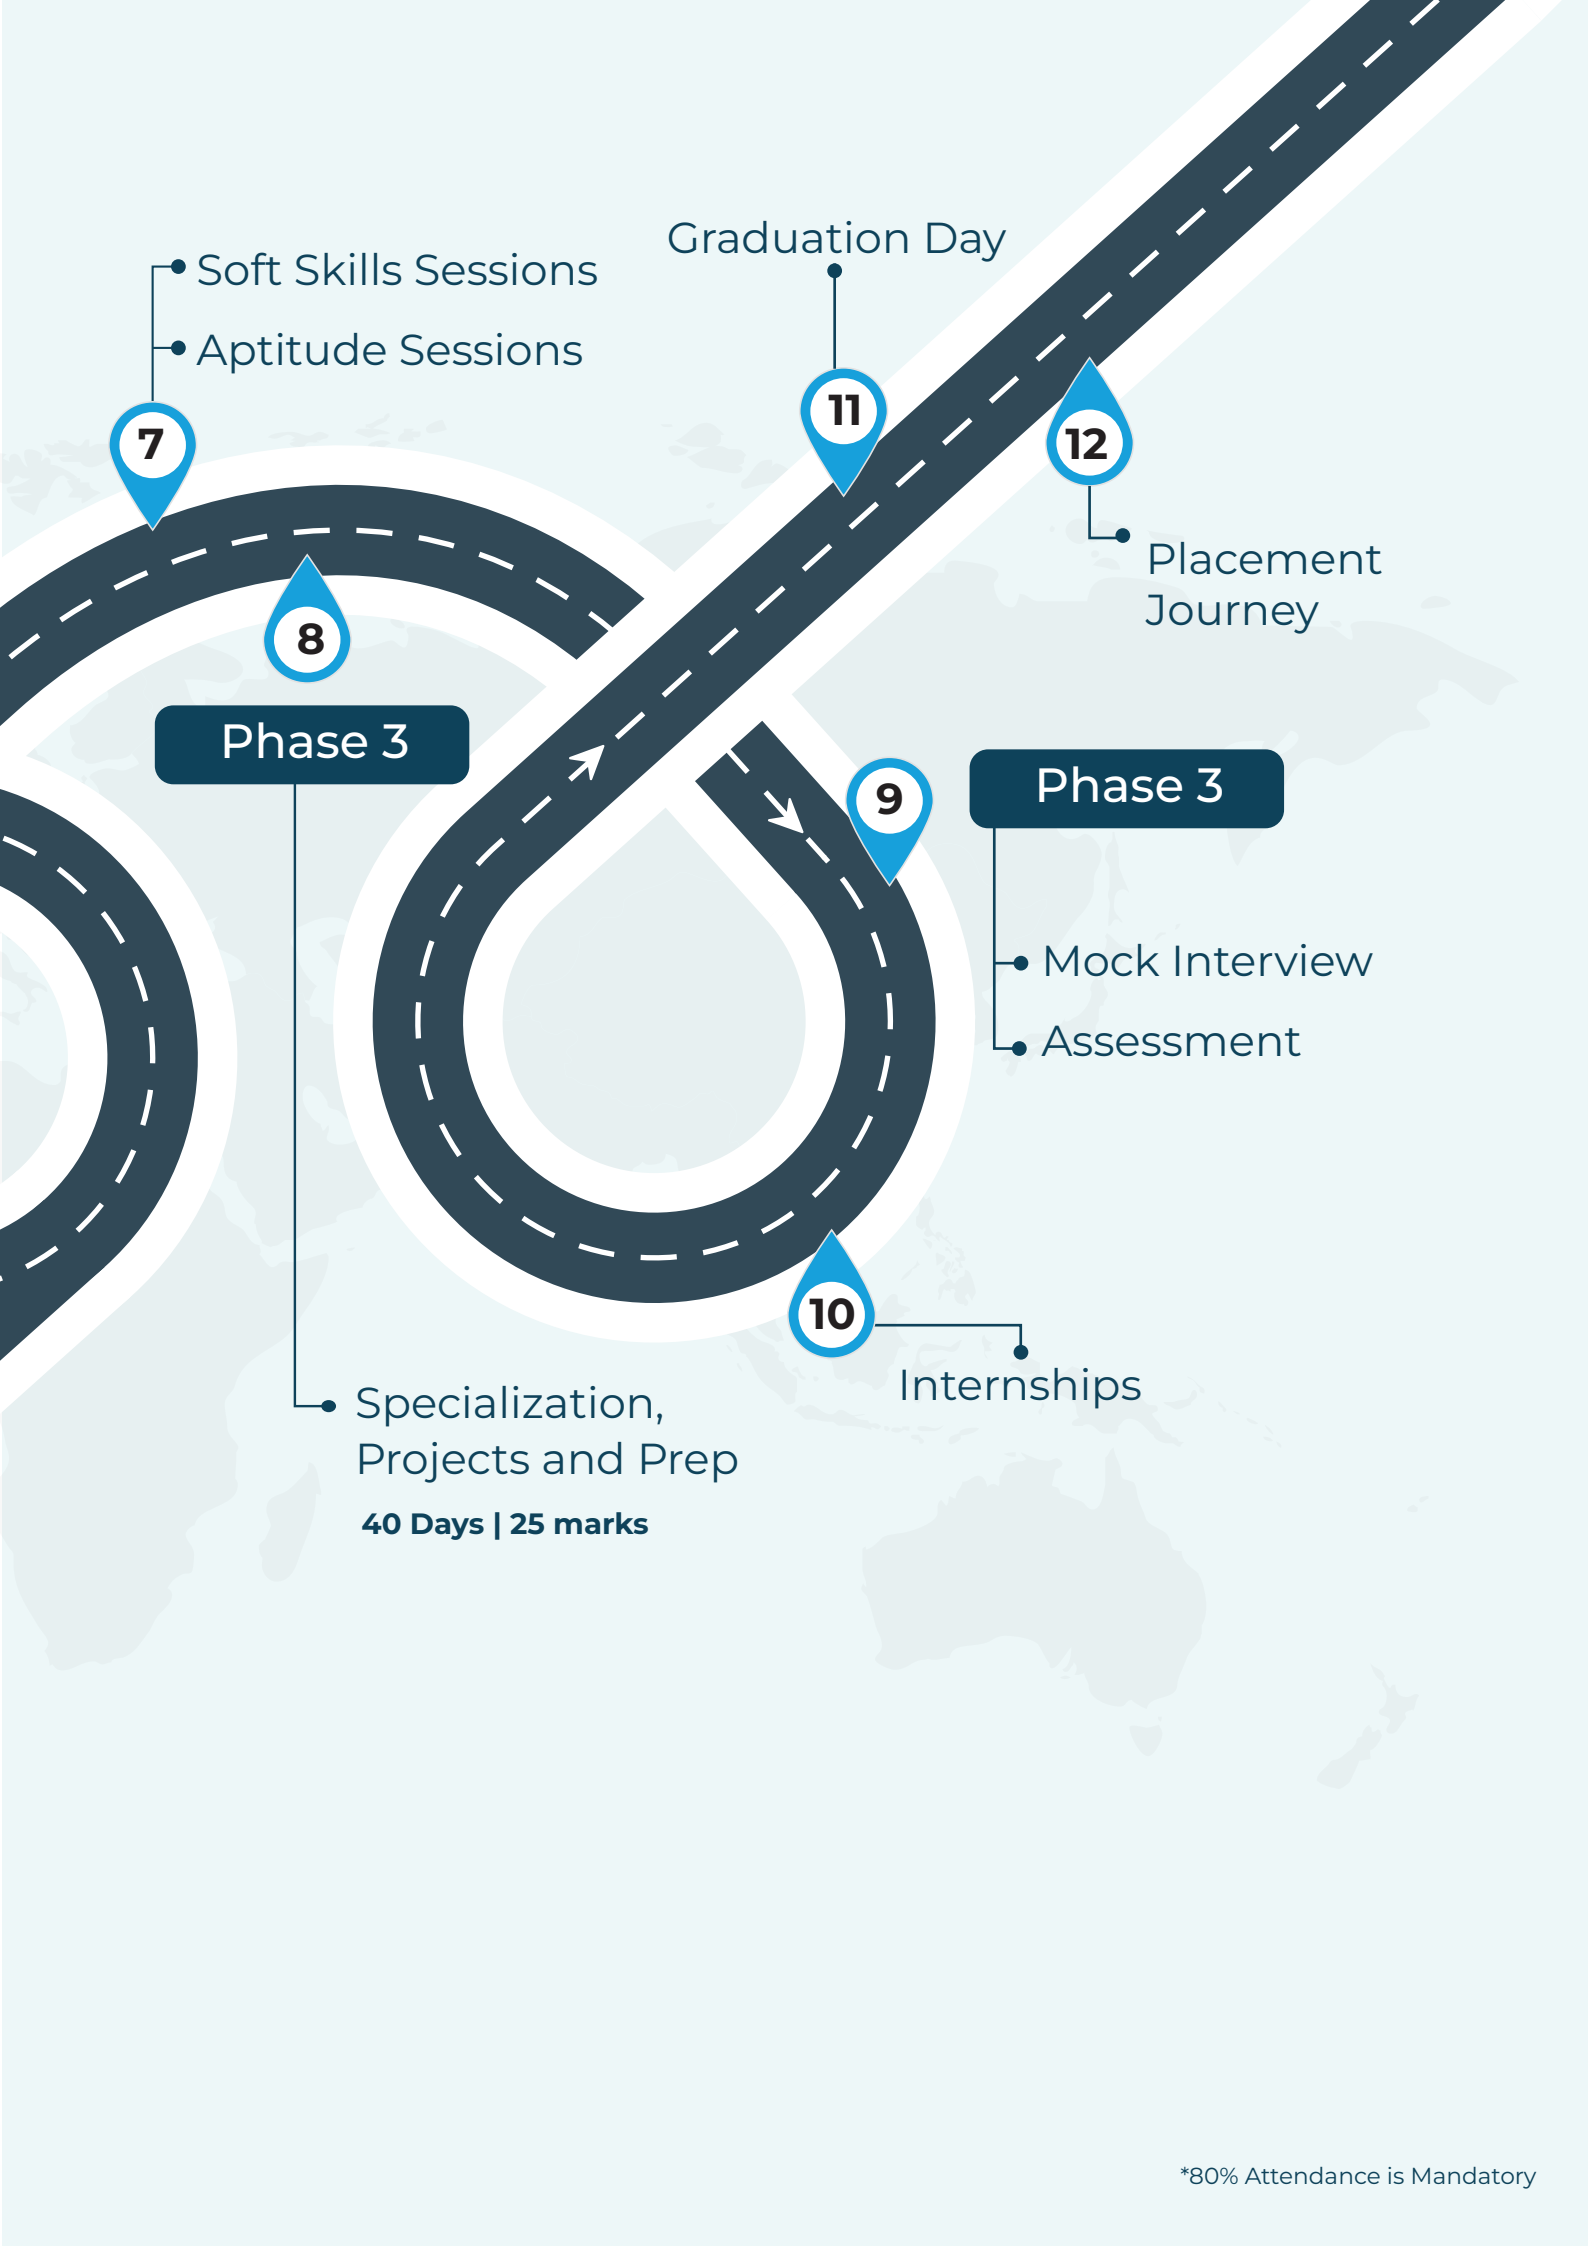 Soft Skills Sessions
Aptitude Sessions
7
8
Phase 3
Specialization,
Projects and Prep
40 Days | 25 marks
9
Phase 3
Mock Interview
Assessment
10
Internships
Graduation Day
11
12
Placement
Journey
*80% Attendance is Mandatory